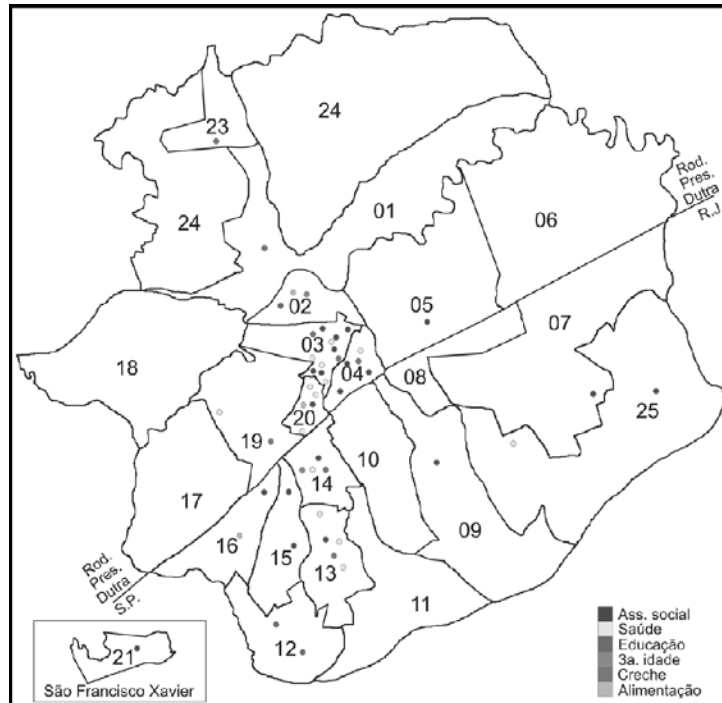 24
23
01
24
06
Rod.
Pres.
Dutra
R.J.
02
05
07
03
18
04
08
25
20
19
10
14
17
09
16
15
13
11
Rod.
Pres.
Dutra
S.P.
12
21
São Francisco Xavier
Ass. social
Saúde
Educação
3a. idade
Creche
Alimentação